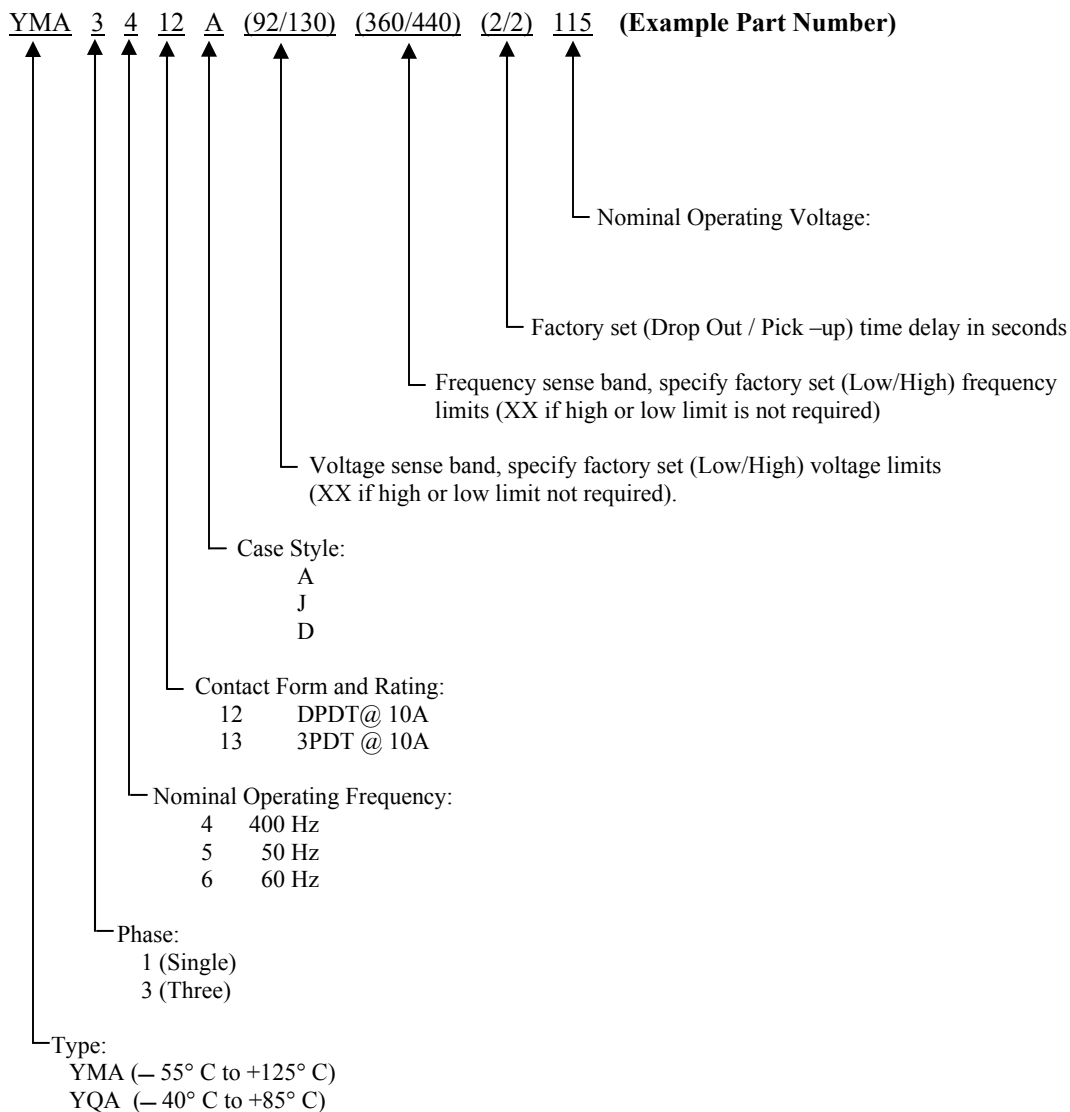 YMA 3 4 12 A (92/130) (360/440) (2/2) 115 (Example Part Number)
Nominal Operating Voltage:
Factory set (Drop Out / Pick –up) time delay in seconds
Frequency sense band, specify factory set (Low/High) frequency
limits (XX if high or low limit is not required)
Voltage sense band, specify factory set (Low/High) voltage limits
(XX if high or low limit not required).
Case Style:
A
J
D
Contact Form and Rating:
12 DPDT@ 10A
13 3PDT @ 10A
Nominal Operating Frequency:
4 400 Hz
5 50 Hz
6 60 Hz
Phase:
1 (Single)
3 (Three)
Type:
YMA (– 55° C to +125° C)
YQA (– 40° C to +85° C)